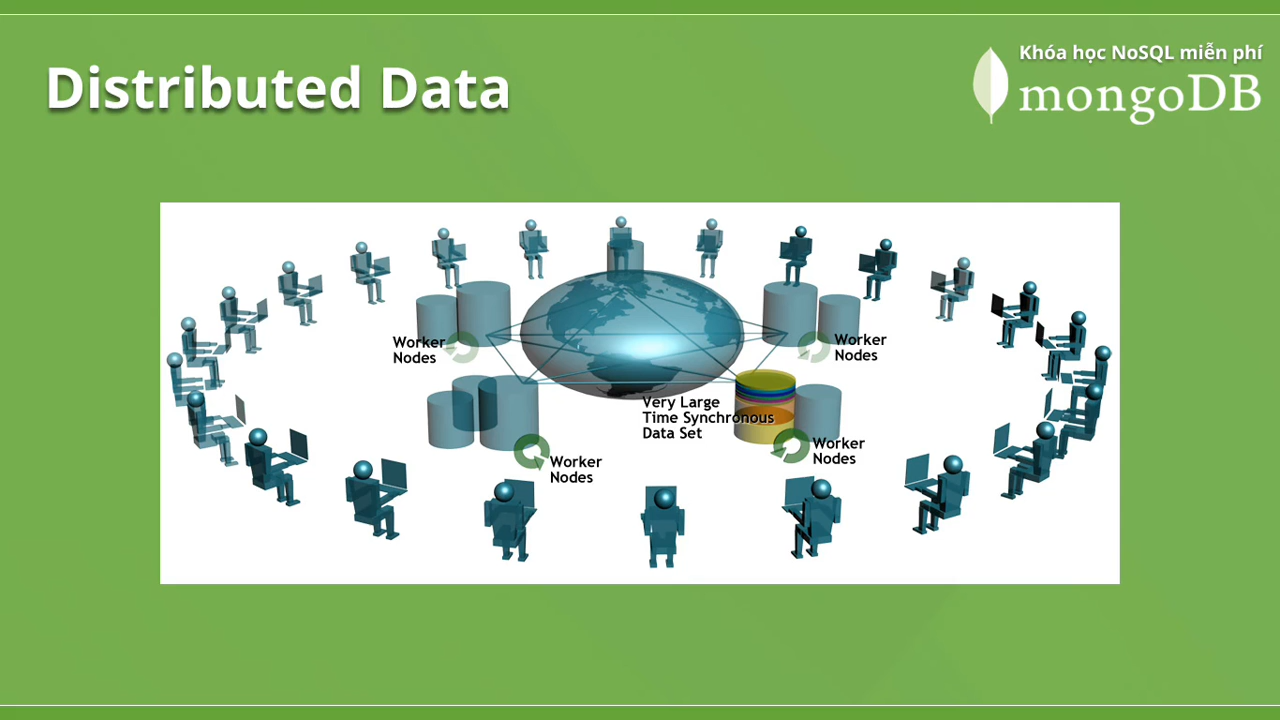 Distributed Data
Khóa học NoSQL miễn phí
mongoDB
Worker
Nodes
Worker
Nodes
Very Large
Time Synchronous
Data Set
Worker
Nodes
Worker
Nodes